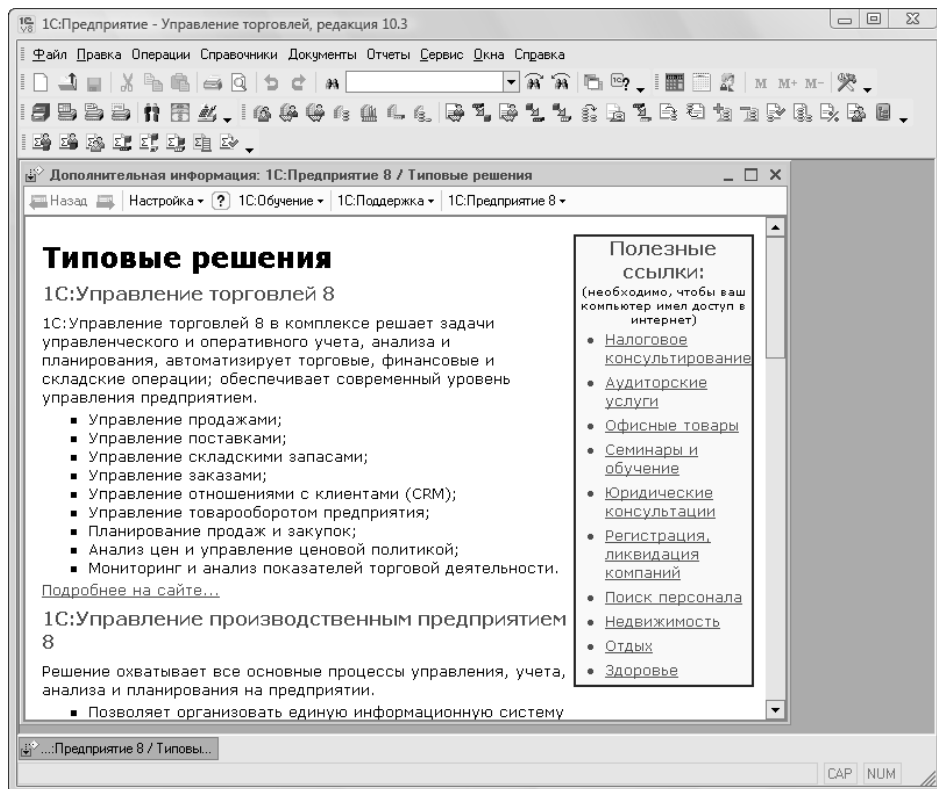 1С:Предприятие - Управление торговлей, редакция 10.3
Файл Правка Операции Справочники Документы Отчеты Сервис Окна Справка
M M+ M-
Дополнительная информация: 1С:Предприятие 8 / Типовые решения
Назад Настройка ? 1С:Обучение 1С:Поддержка 1С:Предприятие 8
Типовые решения
1С:Управление торговлей 8
1С:Управление торговлей 8 в комплексе решает задачи
управленческого и оперативного учета, анализа и
планирования, автоматизирует торговые, финансовые и
складские операции; обеспечивает современный уровень
управления предприятием.
Управление продажами;
Управление поставками;
Управление складскими запасами;
Управление заказами;
Управление отношениями с клиентами (CRM);
Управление товарооборотом предприятия;
Планирование продаж и закупок;
Анализ цен и управление ценовой политикой;
Мониторинг и анализ показателей торговой деятельности.
Подробнее на сайте...
1С:Управление производственным предприятием
8
Решение охватывает все основные процессы управления, учета,
анализа и планирования на предприятии.
Позволяет организовать единую информационную систему
Полезные
ссылки:
(необходимо, чтобы ваш
компьютер имел доступ в
интернет)
Налоговое
консультирование
Аудиторские
услуги
Офисные товары
Семинары и
обучение
Юридические
консультации
Регистрация,
ликвидация
компаний
Поиск персонала
Недвижимость
Отдых
Здоровье
...:Предприятие 8 / Типовы...
CAP NUM